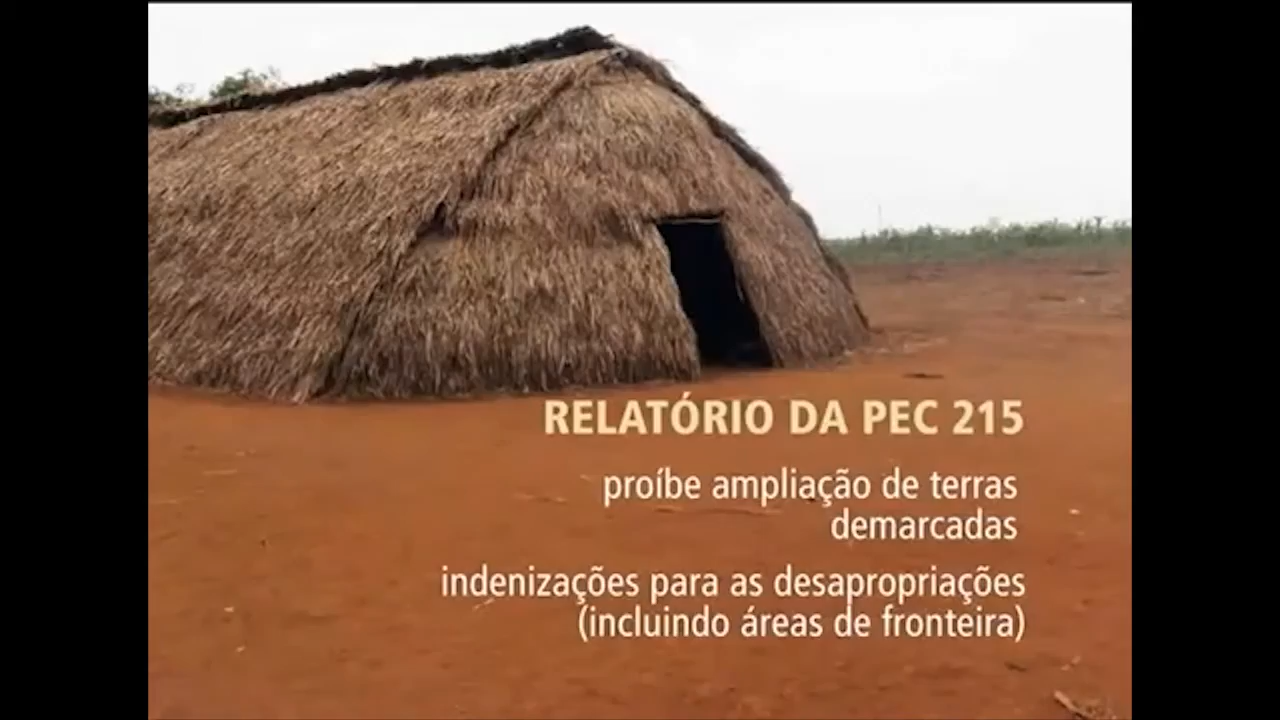 RELATÓRIO DA PEC 215
proíbe ampliação de terras
demarcadas
indenizações para as desapropriações
(incluindo áreas de fronteira)